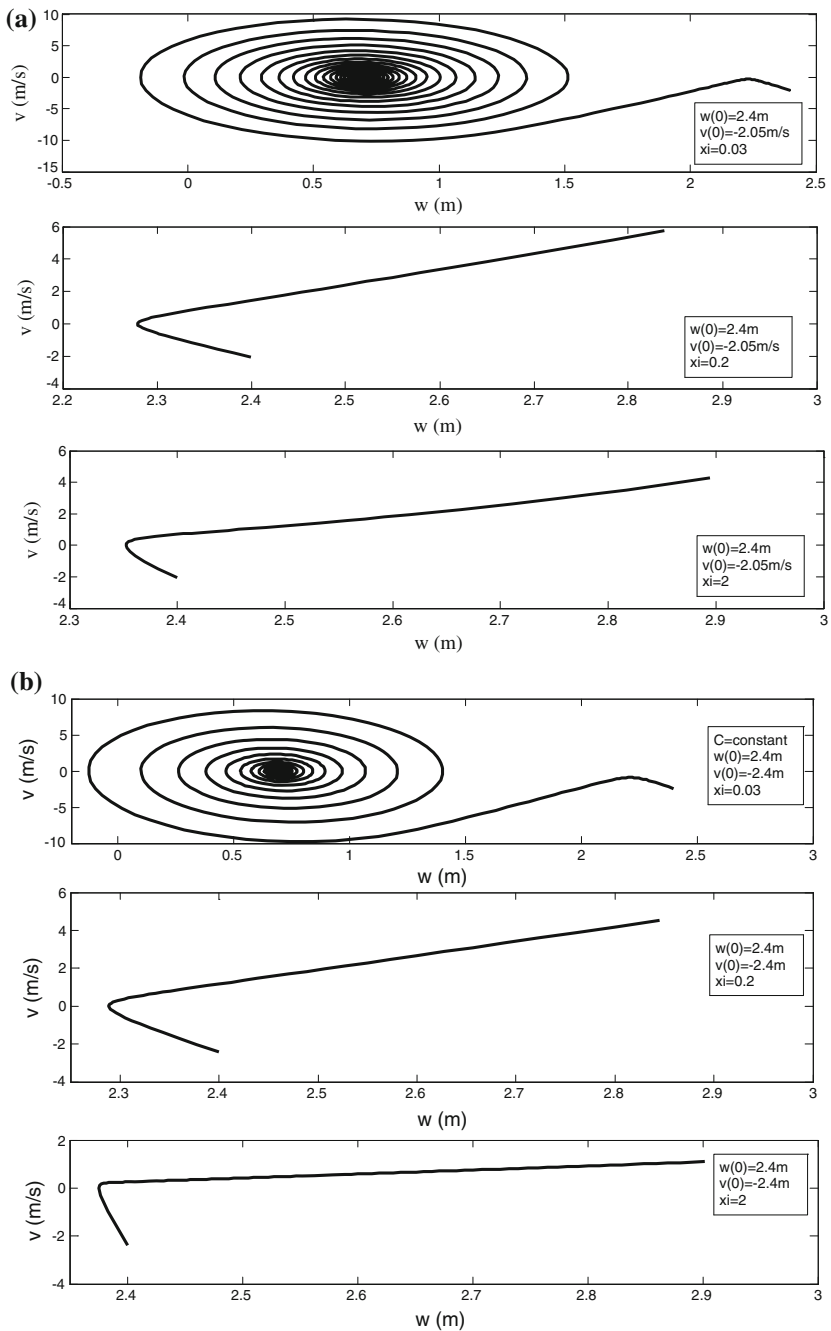 (a)
10
5
0
-5
-10
15
v (m/s)
w(0)=2.4m
v(0)=-2.05m/s
xi=0.03
-0.5 0 0.5 1 1.5 2 2.5
w (m)
6
4
2
0
-2
-4
v (m/s)
w(0)=2.4m
v(0)=-2.05m/s
xi=0.2
2.2 2.3 2.4 2.5 2.6 2.7 2.8 2.9 3
w (m)
6
4
2
0
-2
-4
v (m/s)
w(0)=2.4m
v(0)=-2.05m/s
xi=2
2.3 2.4 2.5 2.6 2.7 2.8 2.9 3
w (m)
(b)
10
5
0
-5
-10
v (m/s)
C=constant
w(0)=2.4m
v(0)=-2.4m
xi=0.03
0 0.5 1 1.5 2 2.5 3
w (m)
6
4
2
0
-2
-4
v (m/s)
w(0)=2.4m
v(0)=-2.4m
xi=0.2
2.3 2.4 2.5 2.6 2.7 2.8 2.9 3
w (m)
2
0
-2
-4
v (m/s)
w(0)=2.4m
v(0)=-2.4m
xi=2
2.4 2.5 2.6 2.7 2.8 2.9 3
w (m)